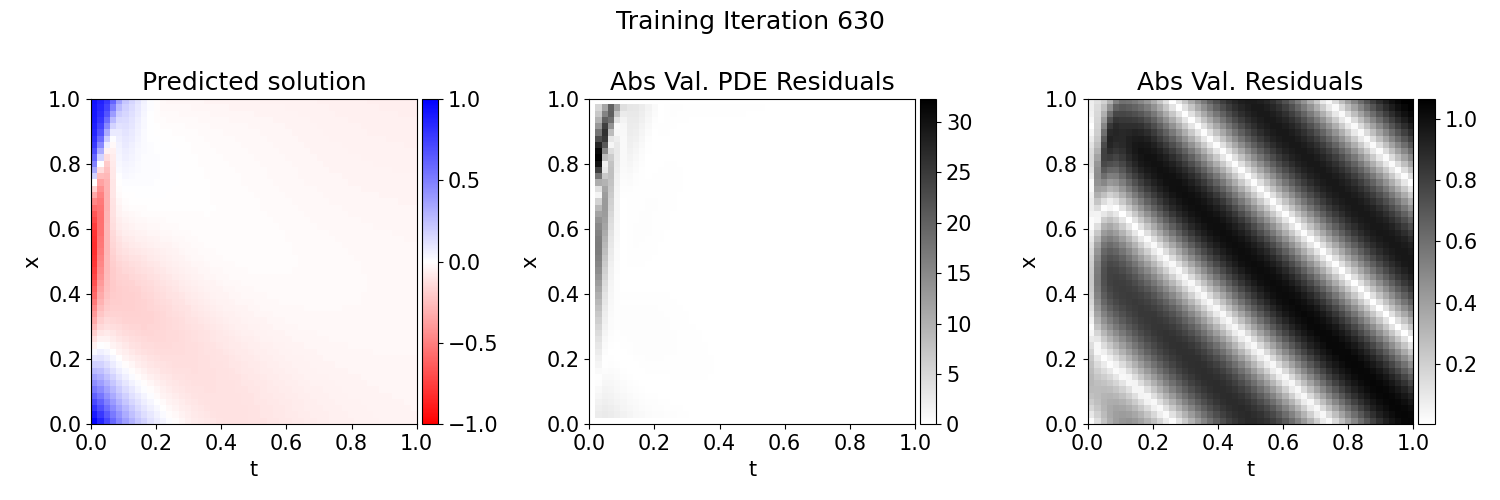 Training Iteration 630
Predicted solution
Abs Val. PDE Residuals
Abs Val. Residuals
1.0
0.8
0.6
0.4
0.2
0.0
x
0.0 0.2 0.4 0.6 0.8 1.0
t
1.0
0.5
0.0
−0.5
−1.0
1.0
0.8
0.6
0.4
0.2
0.0
x
0.0 0.2 0.4 0.6 0.8 1.0
t
30
25
20
15
10
5
0
1.0
0.8
0.6
0.4
0.2
0.0
x
0.0 0.2 0.4 0.6 0.8 1.0
t
1.0
0.8
0.6
0.4
0.2